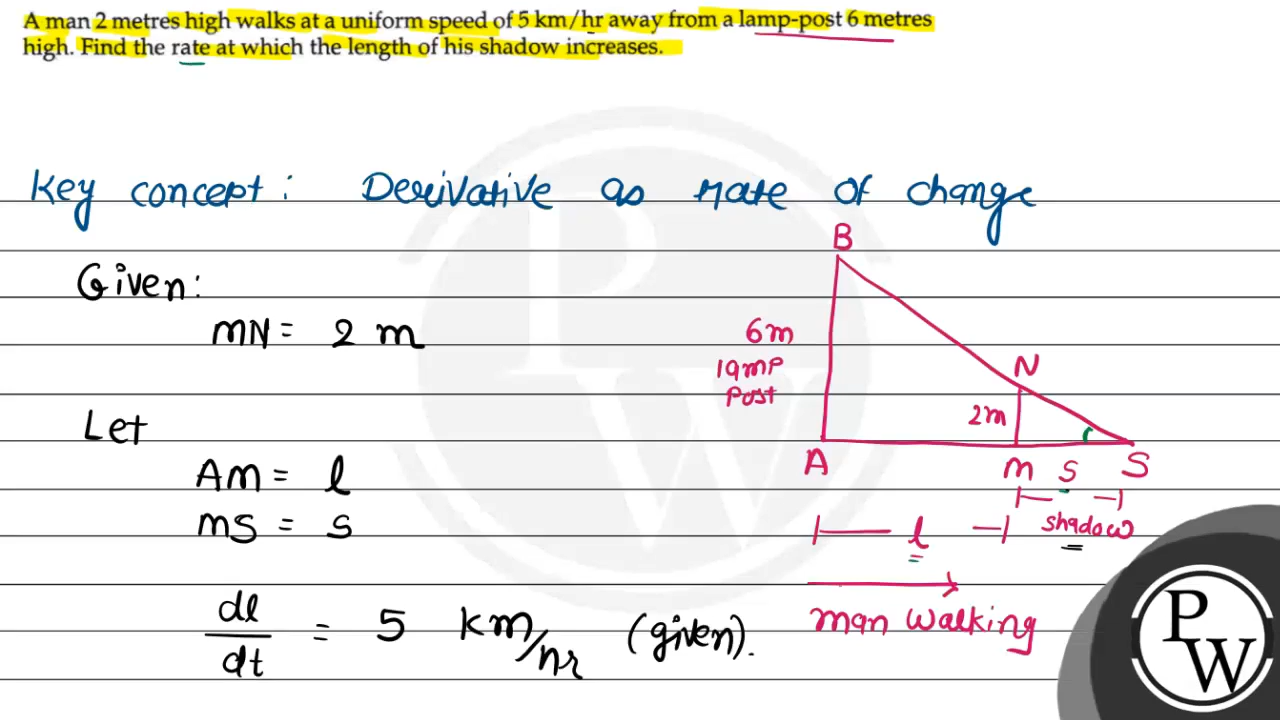 A man 2 metres high walks at a uniform speed of 5 km/hr away from a lamp-post 6 metres
high. Find the rate at which the length of his shadow increases.
Key concept: Derivative as rate of change
Given:
MN = 2 m
Let
AM = l
MS = s
dl/dt = 5 km/hr (given).
B
6m
lamp
Post
N
2m
A
M
s
S
l
shadow
man walking
PW
PW